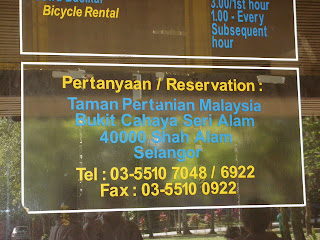 3.00/1st hour
Bicycle Rental
1.00 - Every
Subsequent
hour
Pertanyaan / Reservation :
Taman Pertanian Malaysia
Bukit Cahaya Seri Alam
40000 Shah Alam
Selangor
Tel : 03-5510 7048 / 6922
Fax : 03-5510 0922